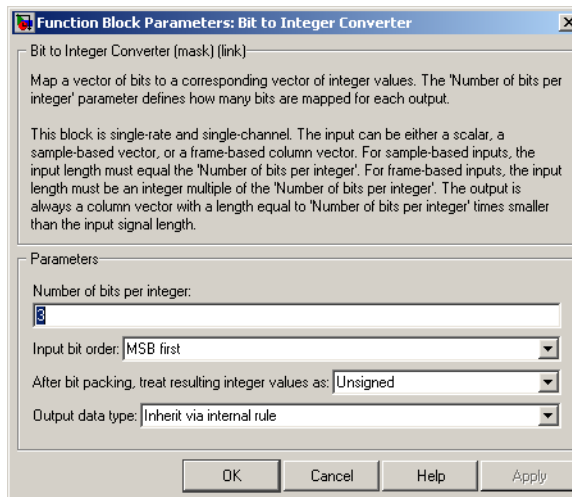 Function Block Parameters: Bit to Integer Converter
Bit to Integer Converter (mask) (link)
Map a vector of bits to a corresponding vector of integer values. The 'Number of bits per
integer' parameter defines how many bits are mapped for each output.
This block is single-rate and single-channel. The input can be either a scalar, a
sample-based vector, or a frame-based column vector. For sample-based inputs, the
input length must equal the 'Number of bits per integer'. For frame-based inputs, the input
length must be an integer multiple of the 'Number of bits per integer'. The output is
always a column vector with a length equal to 'Number of bits per integer' times smaller
than the input signal length.
Parameters
Number of bits per integer:
3
Input bit order: MSB first
After bit packing, treat resulting integer values as: Unsigned
Output data type: Inherit via internal rule
OK Cancel Help Apply